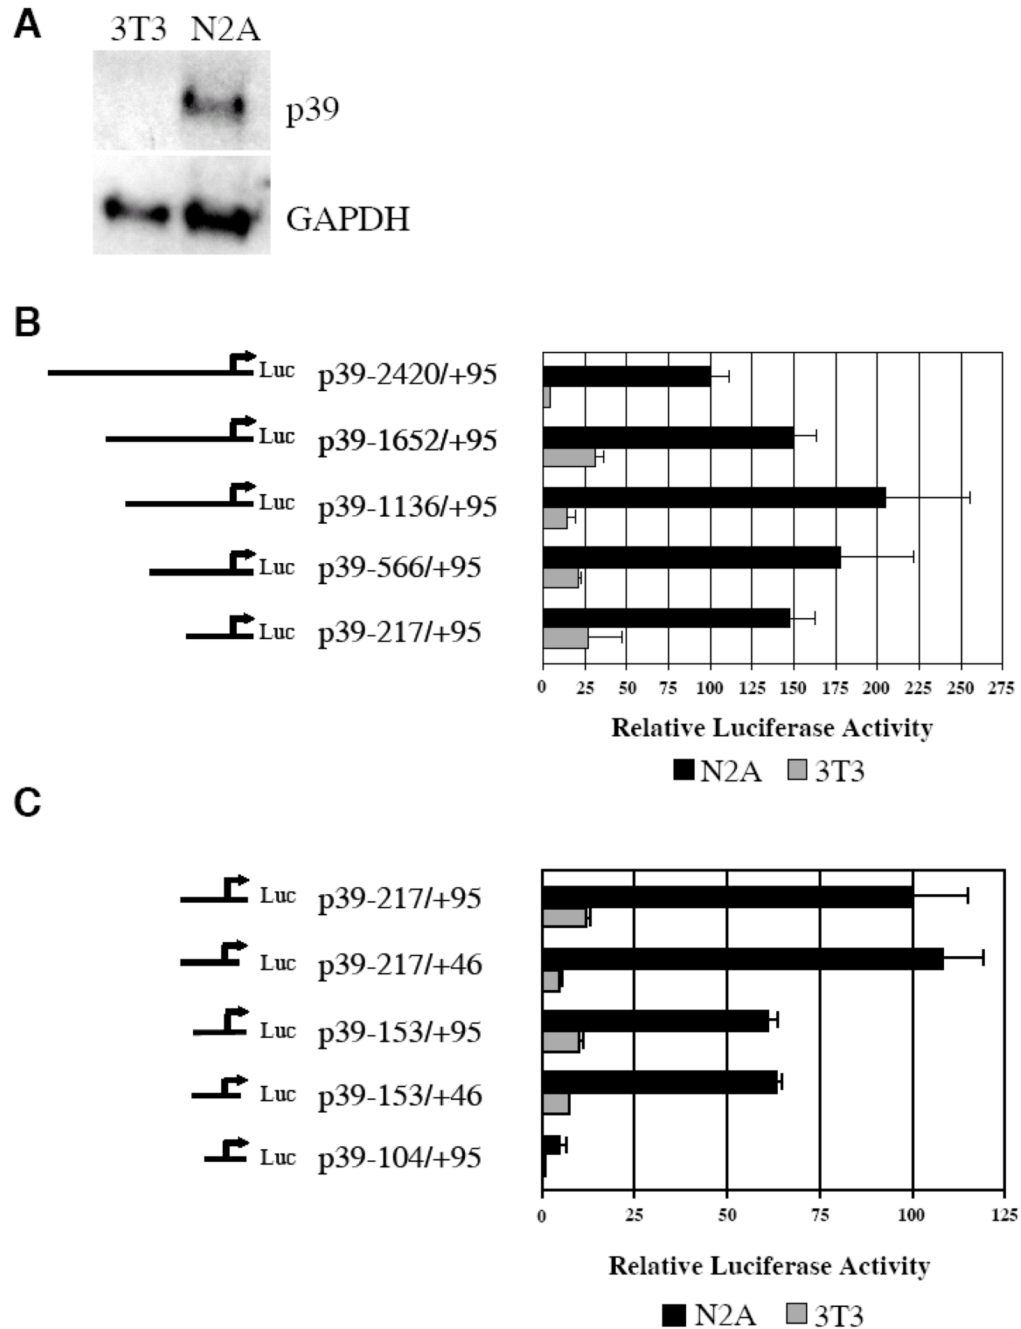 A
3T3 N2A
p39
GAPDH
B
Luc p39-2420/+95
Luc p39-1652/+95
Luc p39-1136/+95
Luc p39-566/+95
Luc p39-217/+95
0 25 50 75 100 125 150 175 200 225 250 275
Relative Luciferase Activity
N2A 3T3
C
Luc p39-217/+95
Luc p39-217/+46
Luc p39-153/+95
Luc p39-153/+46
Luc p39-104/+95
0 25 50 75 100 125
Relative Luciferase Activity
N2A 3T3